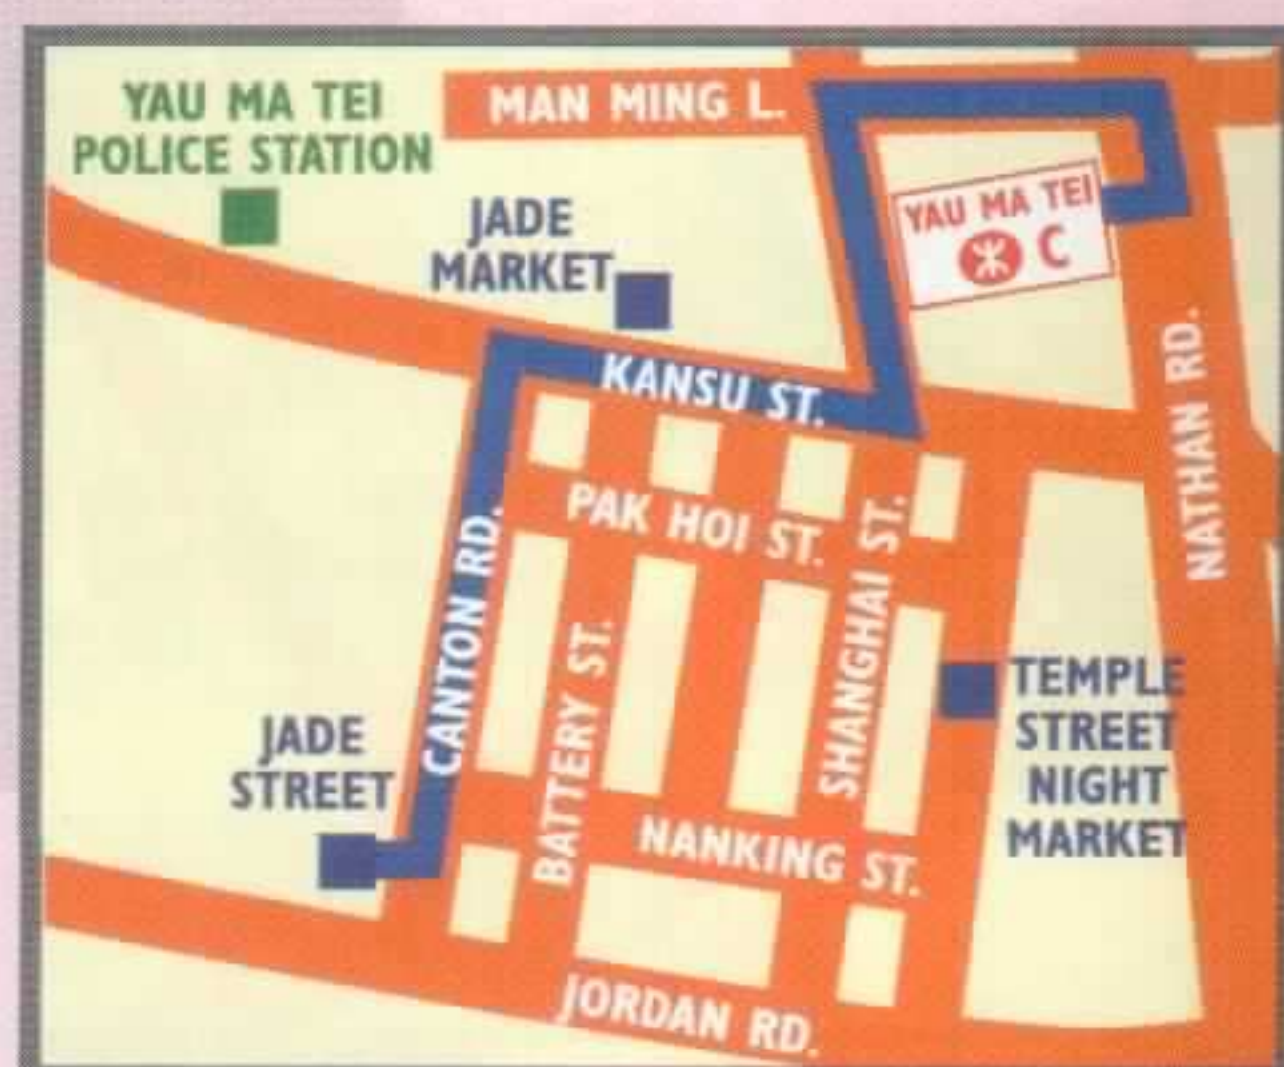 YAU MA TEI
POLICE STATION
MAN MING L.
JADE
MARKET
YAU MA TEI
C
KANSU ST.
NATHAN RD.
PAK HOI ST.
CANTON RD.
SHANGHAI ST.
BATTERY ST.
TEMPLE
STREET
NIGHT
MARKET
JADE
STREET
NANKING ST.
JORDAN RD.